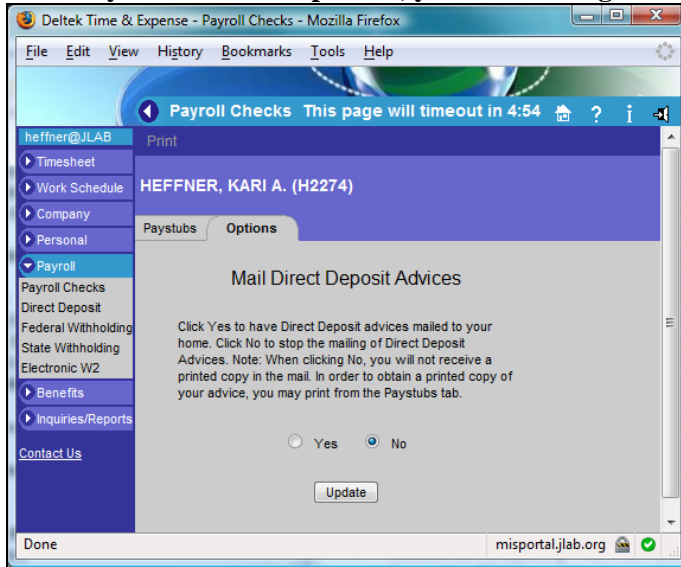 Deltek Time & Expense - Payroll Checks - Mozilla Firefox
File Edit View History Bookmarks Tools Help
Payroll Checks This page will timeout in 4:54 ? i
heffner@JLAB
Print
Timesheet
Work Schedule
Company
Personal
Payroll
Payroll Checks
Direct Deposit
Federal Withholding
State Withholding
Electronic W2
Benefits
Inquiries/Reports
Contact Us
HEFFNER, KARI A. (H2274)
Paystubs Options
Mail Direct Deposit Advices
Click Yes to have Direct Deposit advices mailed to your
home. Click No to stop the mailing of Direct Deposit
Advices. Note: When clicking No, you will not receive a
printed copy in the mail. In order to obtain a printed copy of
your advice, you may print from the Paystubs tab.
Yes No
Update
Done misportal.jlab.org